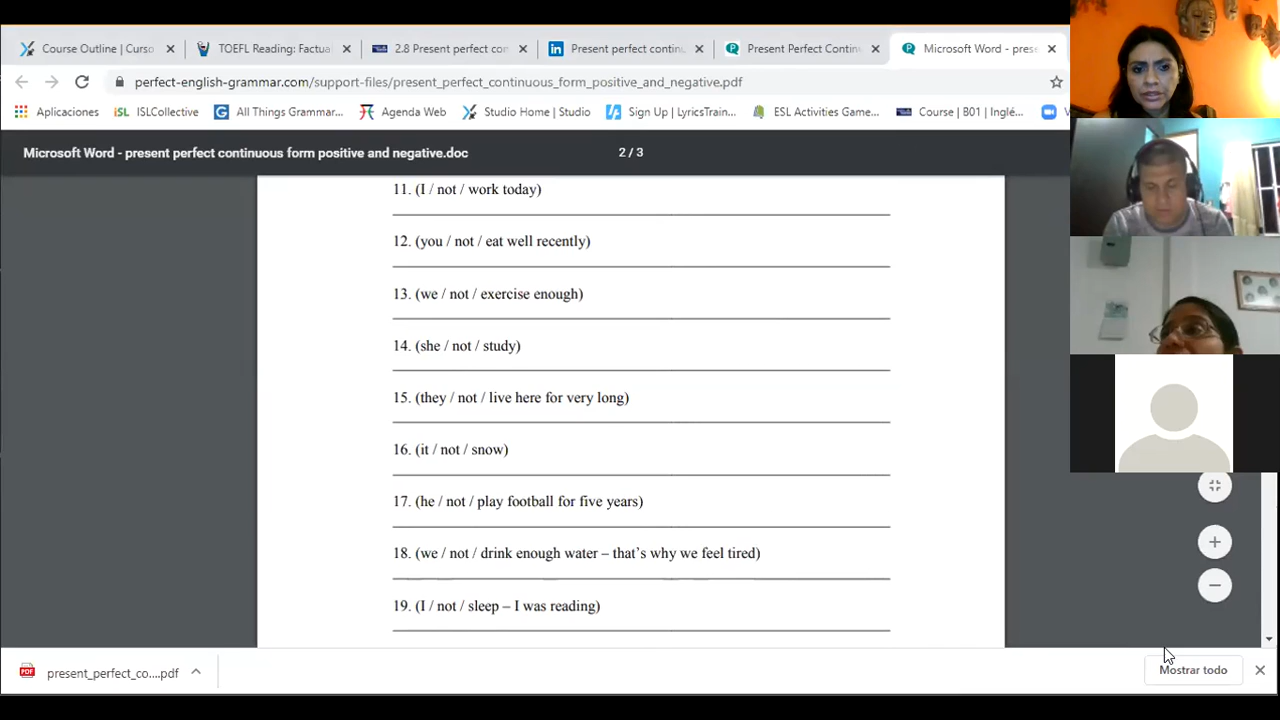 Course Outline | Curso
TOEFL Reading: Factua
2.8 Present perfect con
Present perfect continu
Present Perfect Contin
Microsoft Word - pres
perfect-english-grammar.com/support-files/present_perfect_continuous_form_positive_and_negative.pdf
Aplicaciones
iSL ISLCollective
G All Things Grammar...
Agenda Web
Studio Home | Studio
Sign Up | LyricsTrain...
ESL Activities Game...
Course | B01 | Inglé...
Microsoft Word - present perfect continuous form positive and negative.doc
2 / 3
11. (I / not / work today)
12. (you / not / eat well recently)
13. (we / not / exercise enough)
14. (she / not / study)
15. (they / not / live here for very long)
16. (it / not / snow)
17. (he / not / play football for five years)
18. (we / not / drink enough water – that’s why we feel tired)
19. (I / not / sleep – I was reading)
PDF present_perfect_co....pdf
Mostrar todo